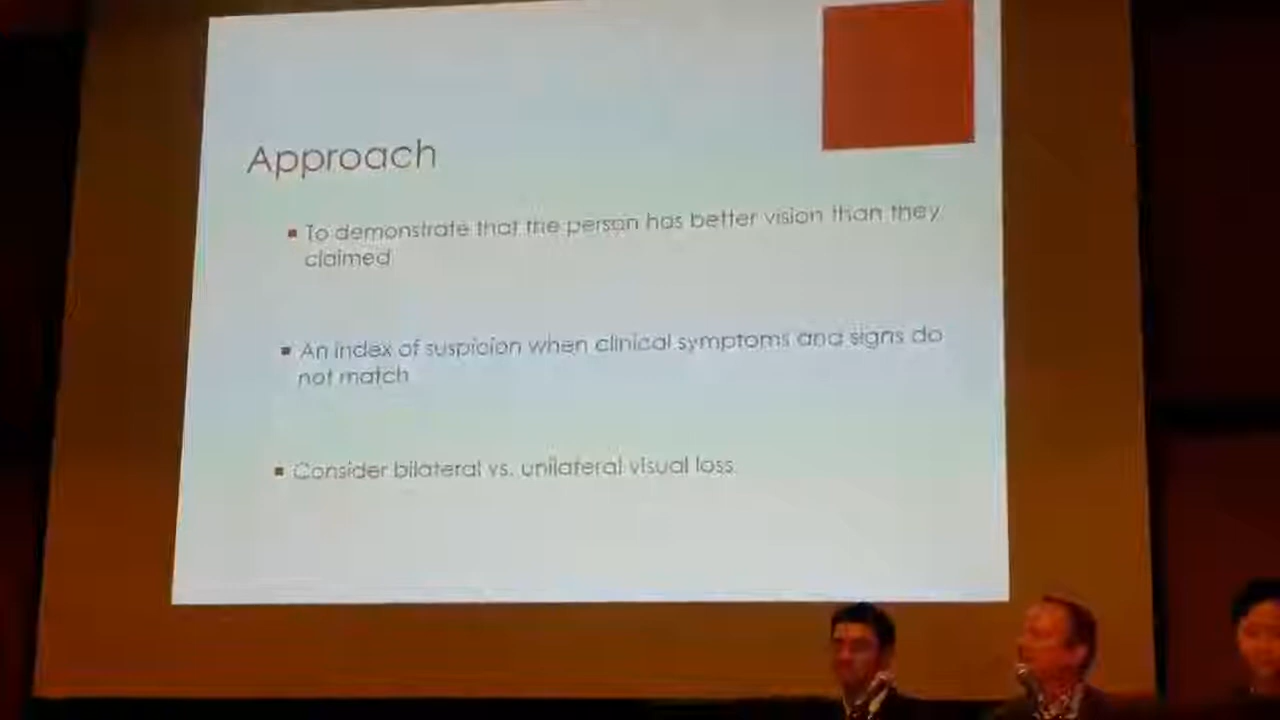 Approach
To demonstrate that the person has better vision than they
claimed
An index of suspicion when clinical symptoms and signs do
not match
Consider bilateral vs. unilateral visual loss